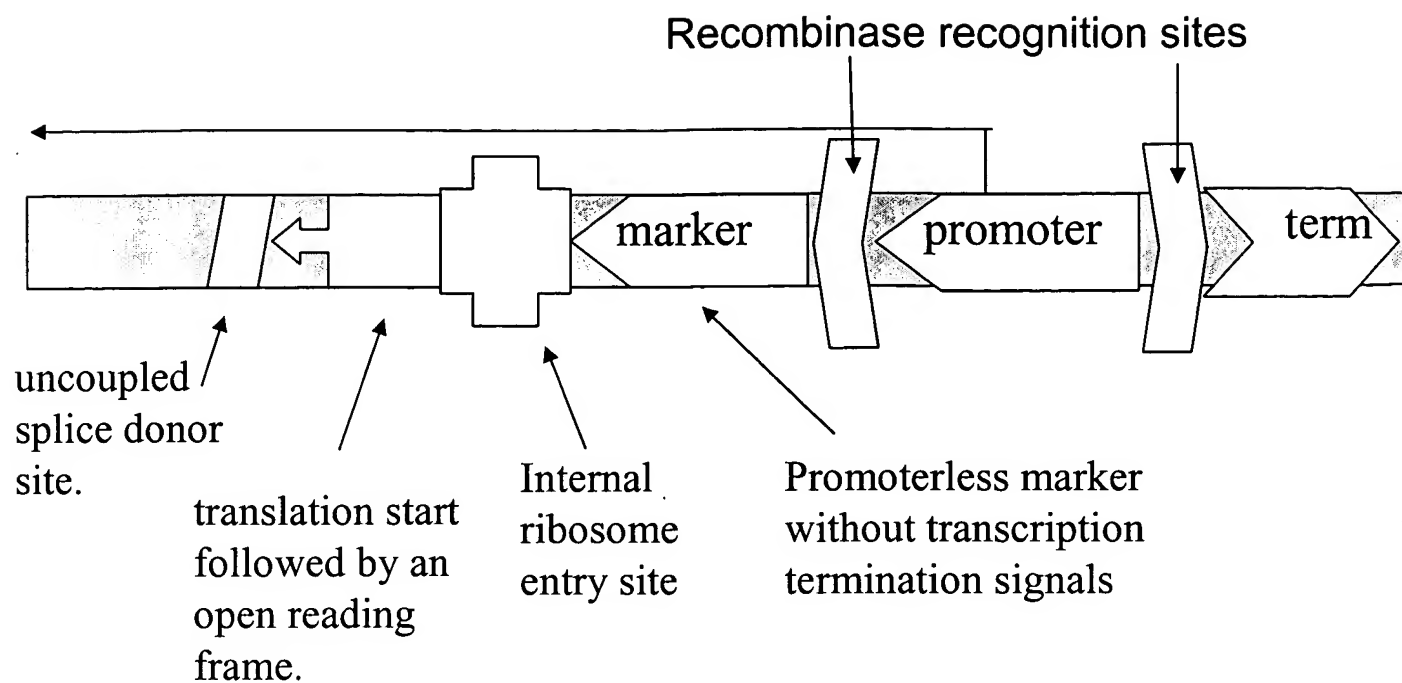 Recombinase recognition sites
marker
promoter
term
uncoupled
splice donor
site.
translation start
followed by an
open reading
frame.
Internal
ribosome
entry site
Promoterless marker
without transcription
termination signals